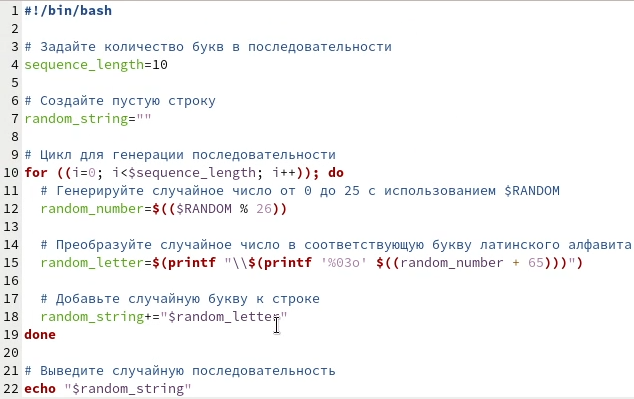 1 #!/bin/bash
2
3 # Задайте количество букв в последовательности
4 sequence_length=10
5
6 # Создайте пустую строку
7 random_string=""
8
9 # Цикл для генерации последовательности
10 for ((i=0; i<$sequence_length; i++)); do
11   # Генерируйте случайное число от 0 до 25 с использованием $RANDOM
12   random_number=$(($RANDOM % 26))
13
14   # Преобразуйте случайное число в соответствующую букву латинского алфавита
15   random_letter=$(printf "\\$(printf '%03o' $((random_number + 65)))")
16
17   # Добавьте случайную букву к строке
18   random_string+="$random_letter"
19 done
20
21 # Выведите случайную последовательность
22 echo "$random_string"